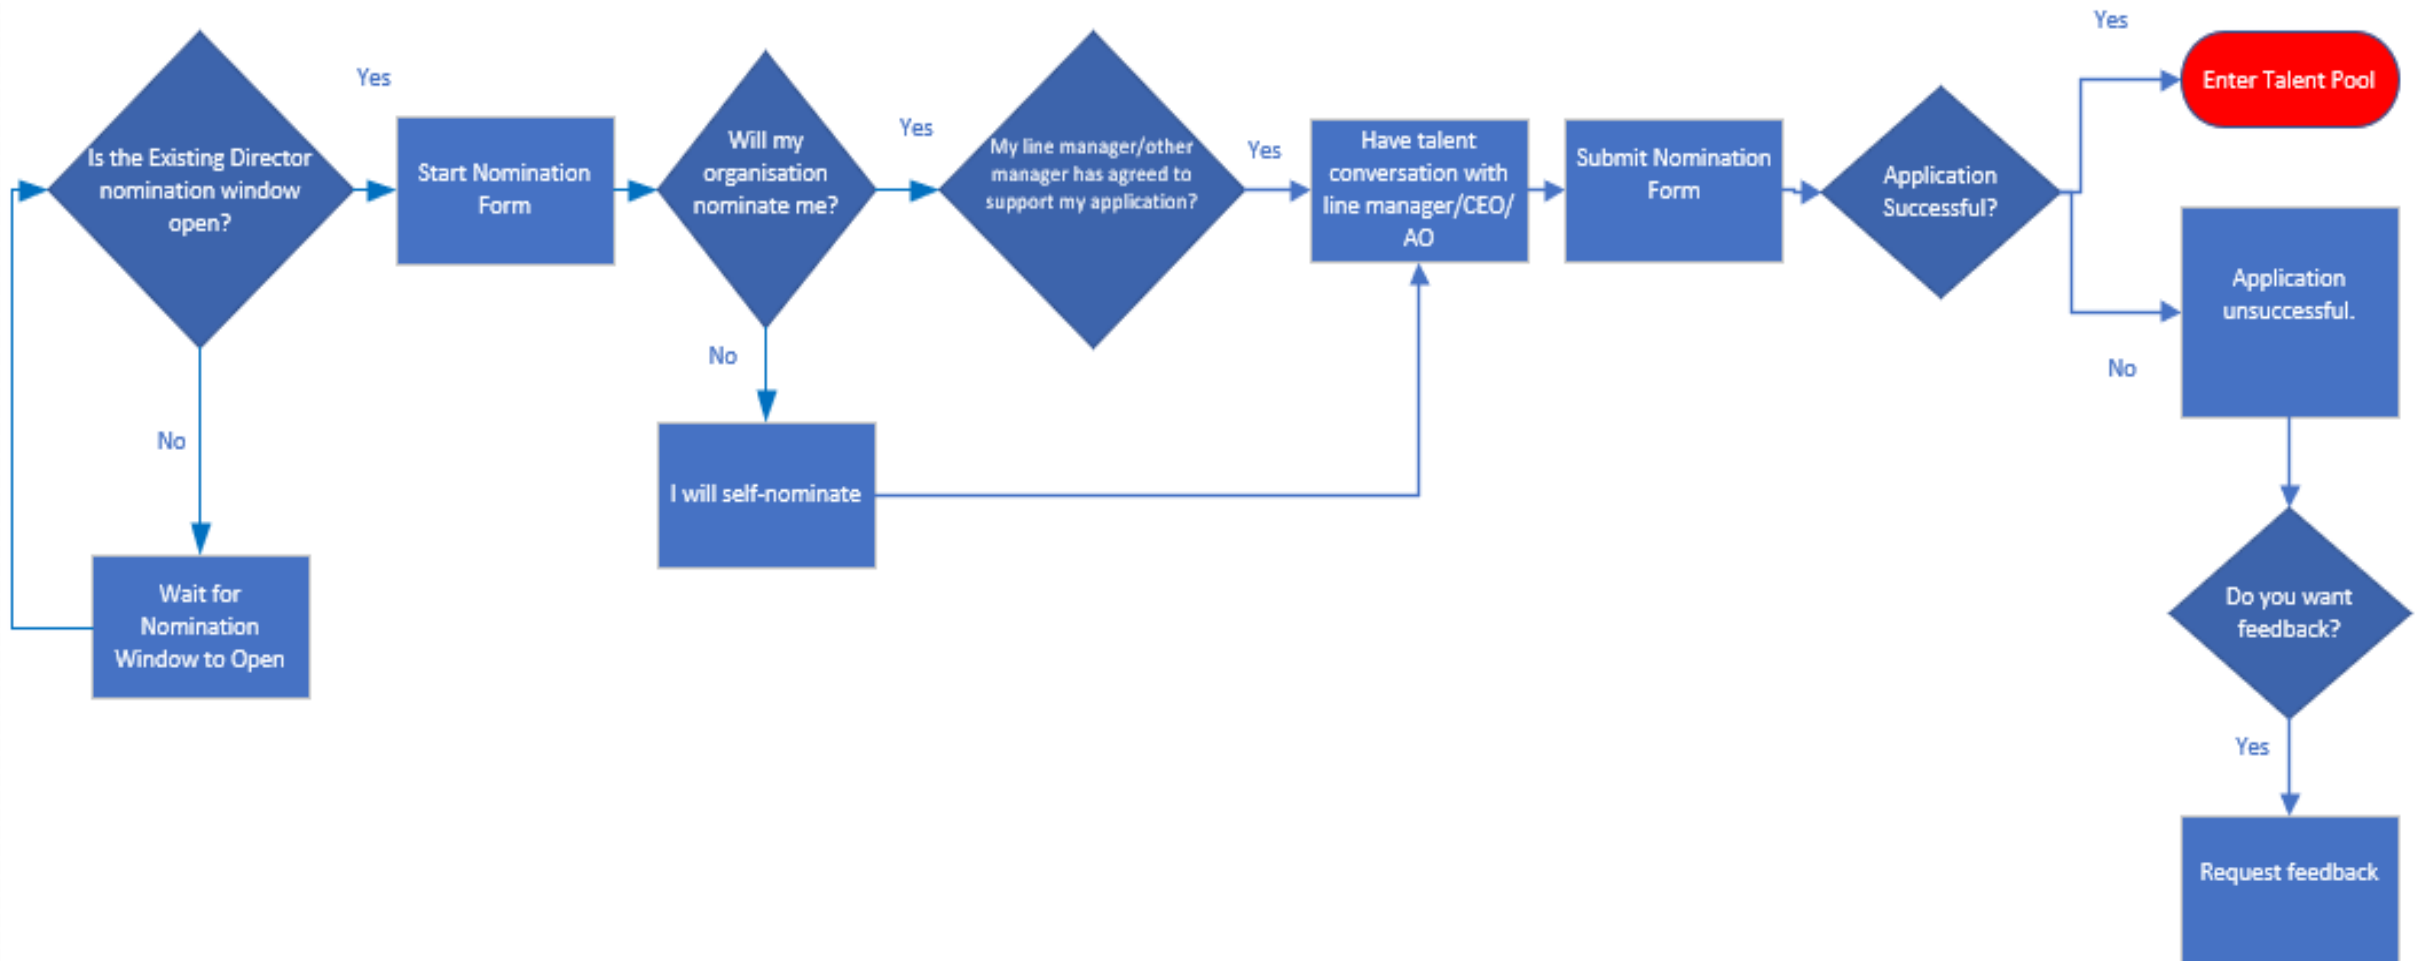 Is the Existing Director
nomination window
open?
Yes
No
Wait for
Nomination
Window to Open
Start Nomination
Form
Will my
organisation
nominate me?
Yes
No
I will self-nominate
My line manager/other
manager has agreed to
support my application?
Yes
Have talent
conversation with
line manager/CEO/
AO
Submit Nomination
Form
Application
Successful?
Yes
Enter Talent Pool
No
Application
unsuccessful.
Do you want
feedback?
Yes
Request feedback